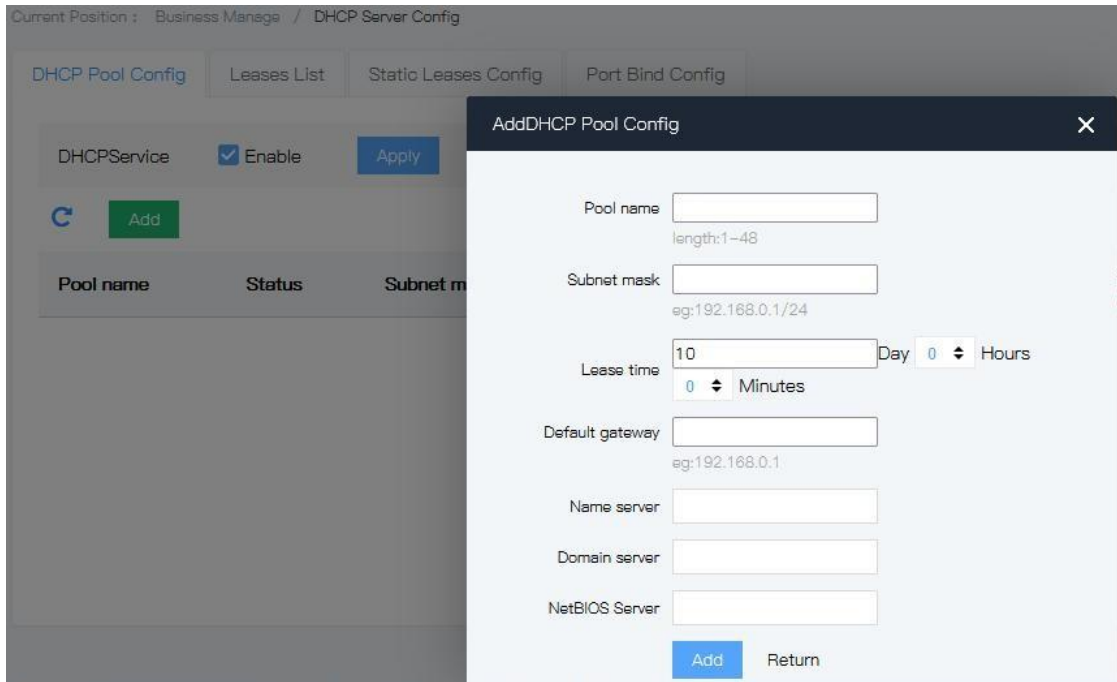 Current Position : Business Manage / DHCP Server Config
DHCP Pool Config Leases List Static Leases Config Port Bind Config
AddDHCP Pool Config
DHCPService Enable Apply
Pool name
length:1-48
Add
Subnet mask
eg:192.168.0.1/24
Pool name Status Subnet m
Lease time 10 Day 0 Hours
0 Minutes
Default gateway
eg:192.168.0.1
Name server
Domain server
NetBIOS Server
Add Return